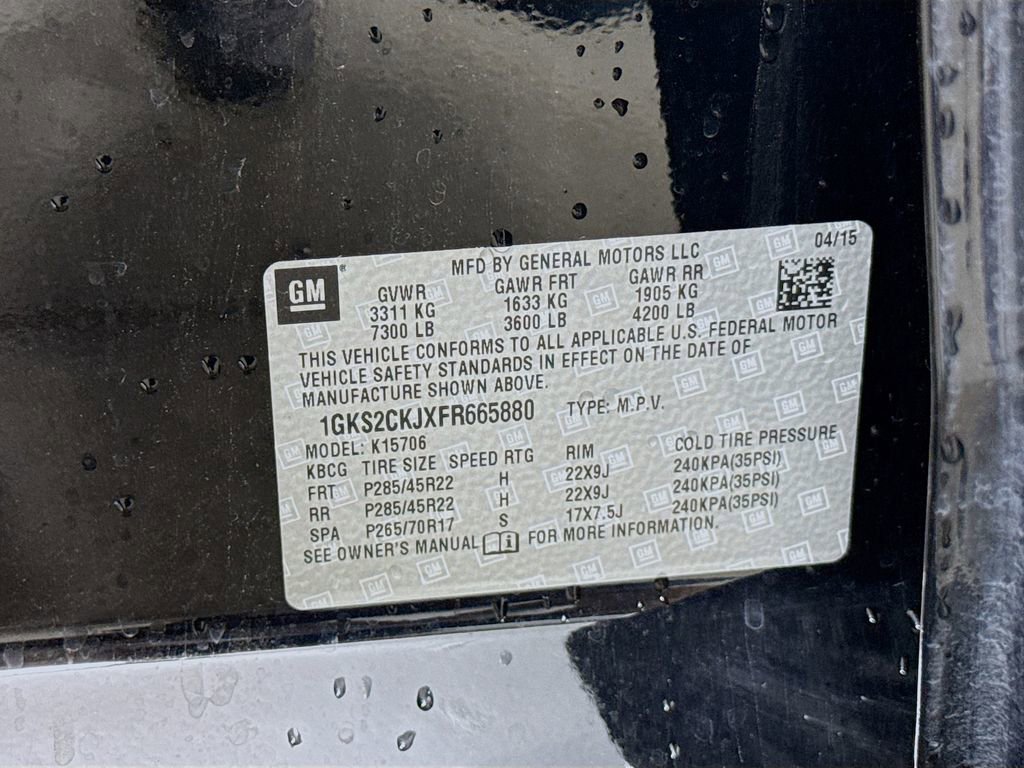 GM
MFD BY GENERAL MOTORS LLC
04/15
GVWR GAWR FRT GAWR RR
3311 KG 1633 KG 1905 KG
7300 LB 3600 LB 4200 LB
THIS VEHICLE CONFORMS TO ALL APPLICABLE U.S. FEDERAL MOTOR
VEHICLE SAFETY STANDARDS IN EFFECT ON THE DATE OF
MANUFACTURE SHOWN ABOVE.
1GKS2CKJXFR665880 TYPE: M.P.V.
MODEL: K15706
KBCG TIRE SIZE SPEED RTG RIM COLD TIRE PRESSURE
FRT P285/45R22 H 22X9J 240KPA(35PSI)
RR P285/45R22 H 22X9J 240KPA(35PSI)
SPA P265/70R17 S 17X7.5J 240KPA(35PSI)
SEE OWNER'S MANUAL FOR MORE INFORMATION.